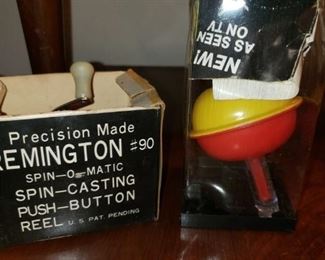 Precision Made
REMINGTON #90
SPIN-O-MATIC
SPIN-CASTING
PUSH-BUTTON
REEL U.S. PAT. PENDING
NEW!
AS SEEN
ON TV